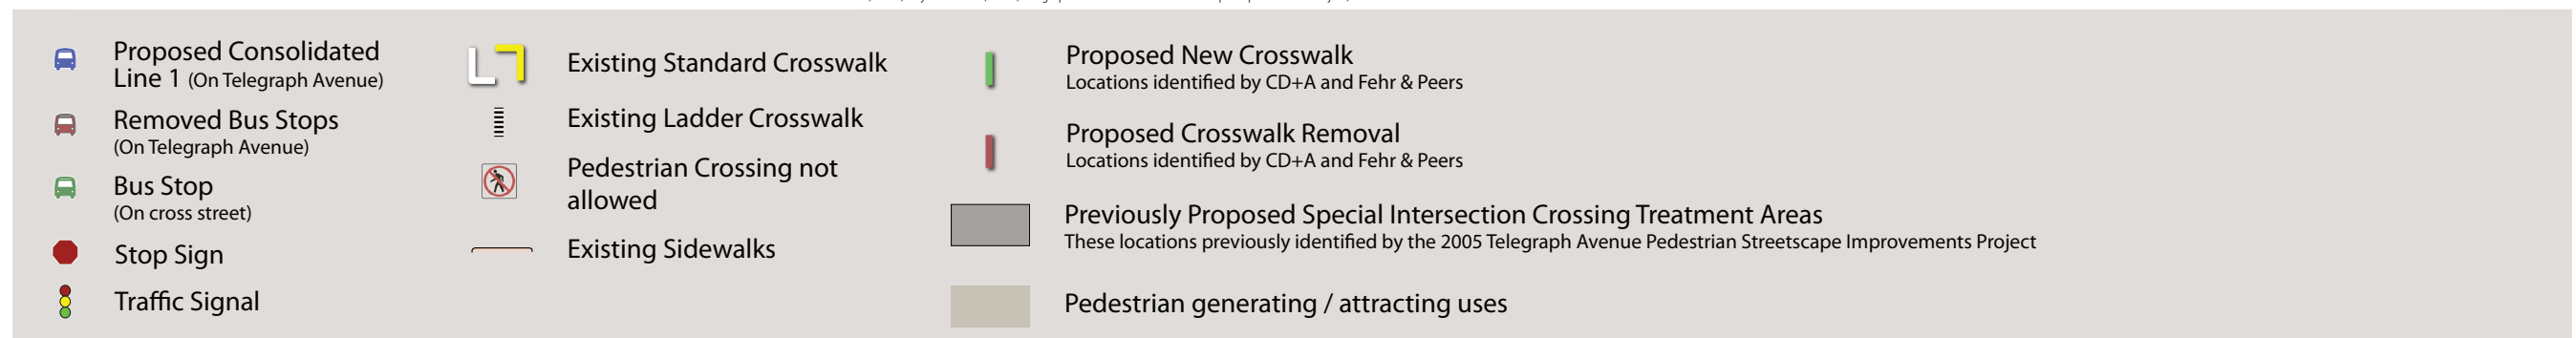 Proposed Consolidated
Line 1 (On Telegraph Avenue)
Removed Bus Stops
(On Telegraph Avenue)
Bus Stop
(On cross street)
Stop Sign
Traffic Signal
Existing Standard Crosswalk
Existing Ladder Crosswalk
Pedestrian Crossing not
allowed
Existing Sidewalks
Proposed New Crosswalk
Locations identified by CD+A and Fehr & Peers
Proposed Crosswalk Removal
Locations identified by CD+A and Fehr & Peers
Previously Proposed Special Intersection Crossing Treatment Areas
These locations previously identified by the 2005 Telegraph Avenue Pedestrian Streetscape Improvements Project
Pedestrian generating / attracting uses